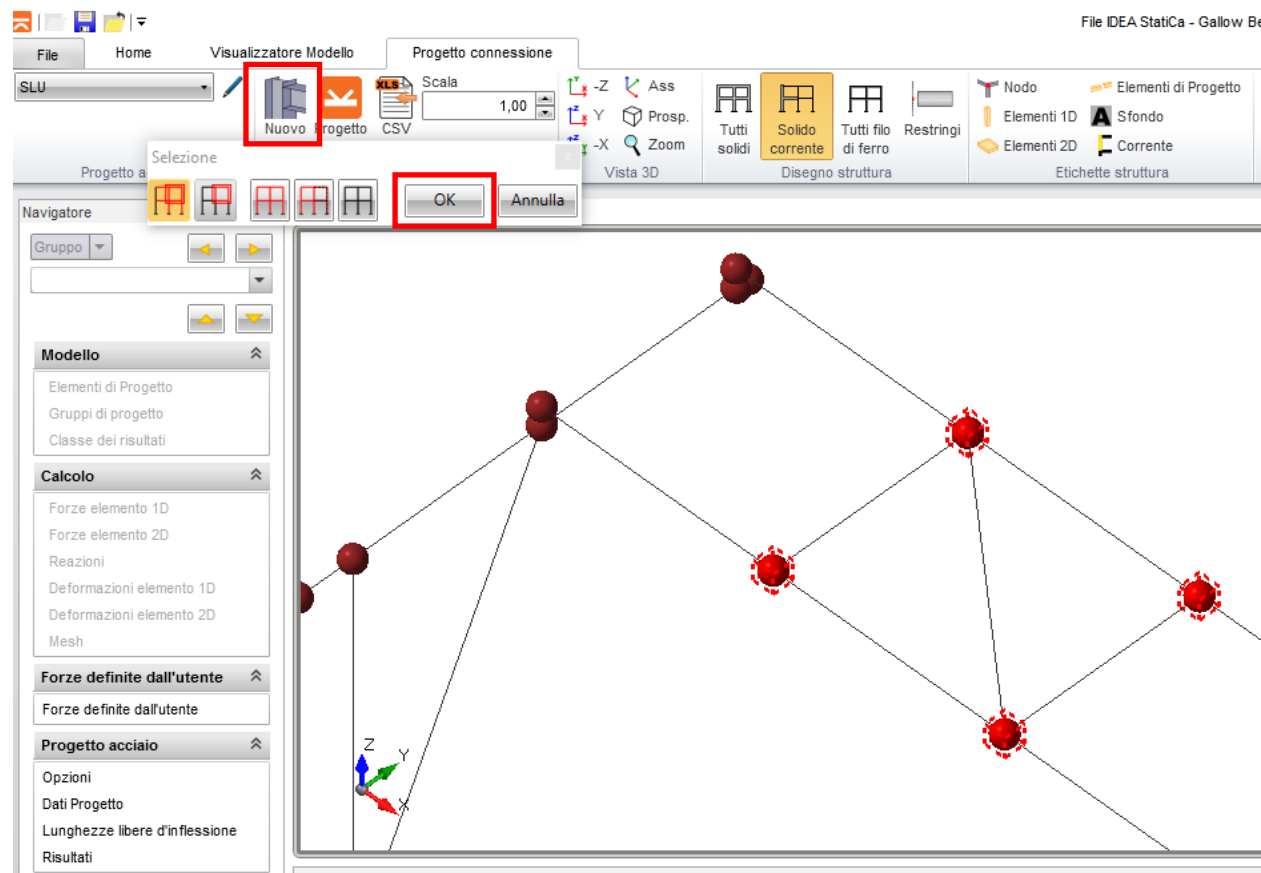 File IDEA StatiCa - Gallow Be
File Home Visualizzatore Modello Progetto connessione
SLU
Nuovo Progetto XLS CSV
Scala
1,00
-Z Ass
Y Prosp.
-X Zoom
Tutti solidi
Solido corrente
Tutti filo di ferro
Restringi
Nodo Elementi di Progetto
Elementi 1D A Sfondo
Elementi 2D Corrente
Progetto a Vista 3D Disegno struttura Etichette struttura
Selezione
OK Annulla
Navigatore
Gruppo
Modello
Elementi di Progetto
Gruppi di progetto
Classe dei risultati
Calcolo
Forze elemento 1D
Forze elemento 2D
Reazioni
Deformazioni elemento 1D
Deformazioni elemento 2D
Mesh
Forze definite dall'utente
Forze definite dall'utente
Progetto acciaio
Opzioni
Dati Progetto
Lunghezze libere d'inflessione
Risultati
Z
Y
X